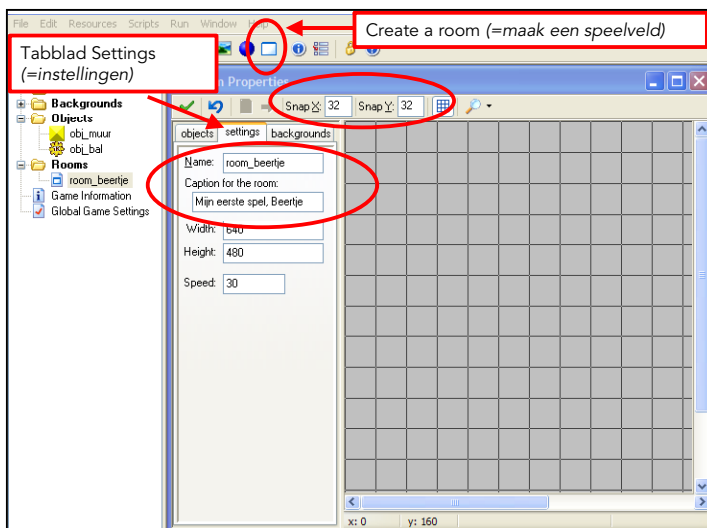 File Edit Resources Scripts Run Window
Create a room (=maak een speelveld)
Tabblad Settings
(=instellingen)
Properties
Snap X: 32 Snap Y: 32
Backgrounds
Objects
obj_muur
obj_bal
Rooms
room_beertje
Game Information
Global Game Settings
objects settings backgrounds
Name: room_beertje
Caption for the room:
Mijn eerste spel, Beertje
Width: 640
Height: 480
Speed: 30
x: 0 y: 160